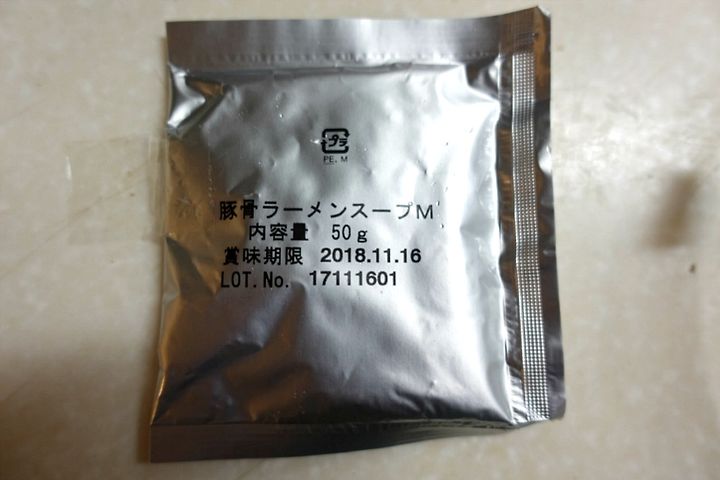 プラ
PE, M
豚骨ラーメンスープM
内容量 50g
賞味期限 2018.11.16
LOT.No. 17111601